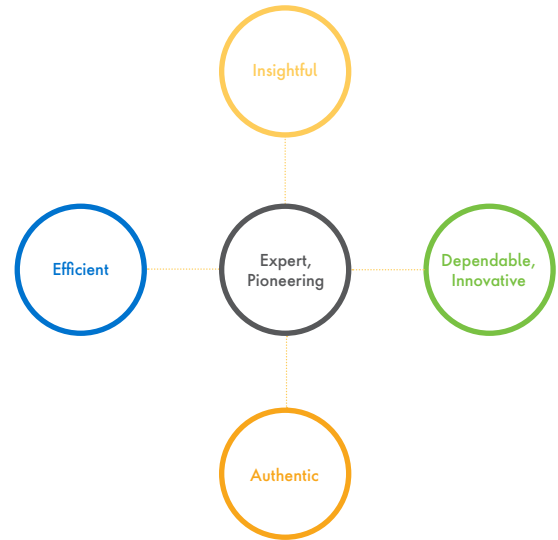 Insightful
Efficient
Expert,
Pioneering
Dependable,
Innovative
Authentic